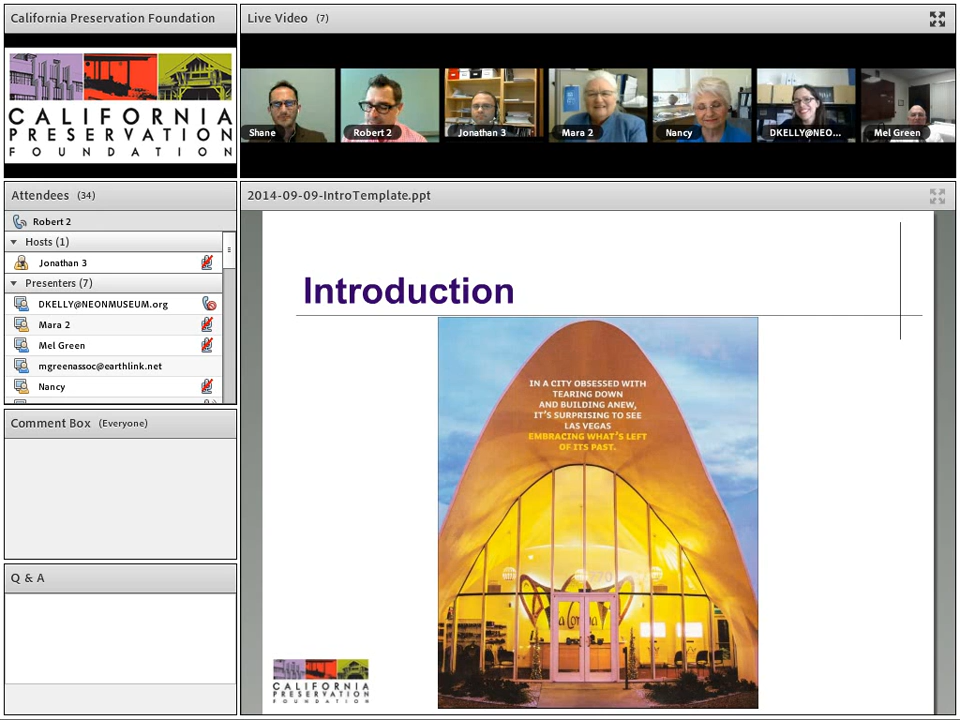 California Preservation Foundation
CALIFORNIA
PRESERVATION
FOUNDATION
Live Video (7)
Shane
Robert 2
Jonathan 3
Mara 2
Nancy
DKELLY@NEO...
Mel Green
Attendees (34)
Robert 2
Hosts (1)
Jonathan 3
Presenters (7)
DKELLY@NEONMUSEUM.org
Mara 2
Mel Green
mgreenassoc@earthlink.net
Nancy
Comment Box (Everyone)
Q & A
2014-09-09-IntroTemplate.ppt
Introduction
IN A CITY OBSESSED WITH
TEARING DOWN
AND BUILDING ANEW,
IT'S SURPRISING TO SEE
LAS VEGAS
EMBRACING WHAT'S LEFT
OF ITS PAST.
CALIFORNIA
PRESERVATION
FOUNDATION